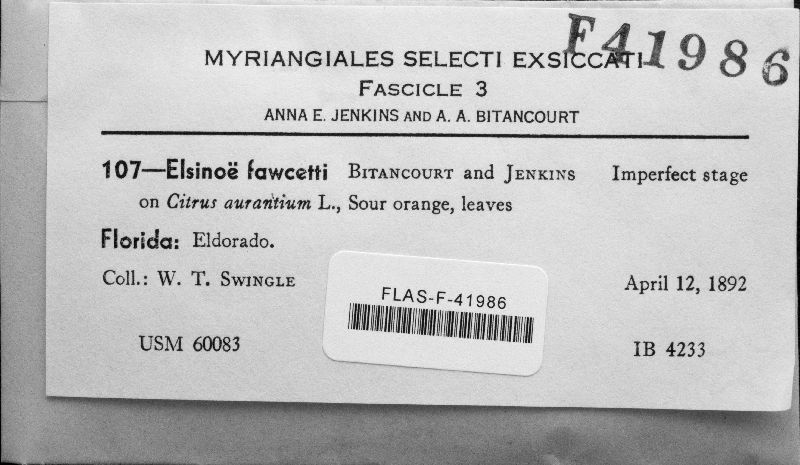 F41986
MYRIANGIALES SELECTI EXSICCATI
FASCICLE 3
ANNA E. JENKINS AND A. A. BITANCOURT
107—Elsinoë fawcetti BITANCOURT and JENKINS Imperfect stage
on Citrus aurantium L., Sour orange, leaves
Florida: Eldorado.
Coll.: W. T. SWINGLE April 12, 1892
FLAS-F-41986
USM 60083 IB 4233